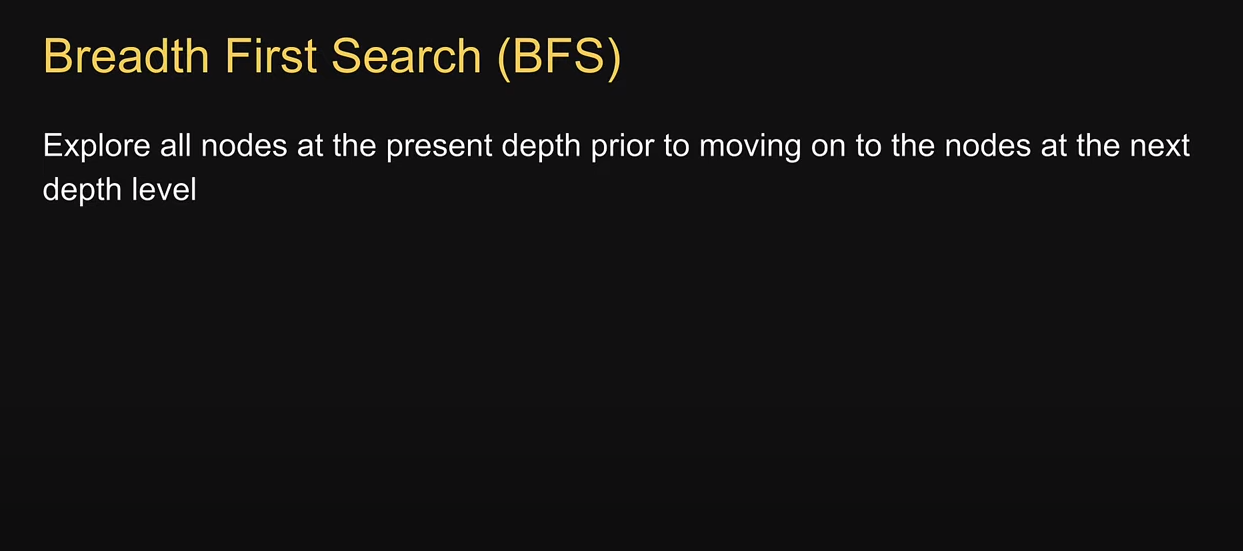 Breadth First Search (BFS)
Explore all nodes at the present depth prior to moving on to the nodes at the next
depth level